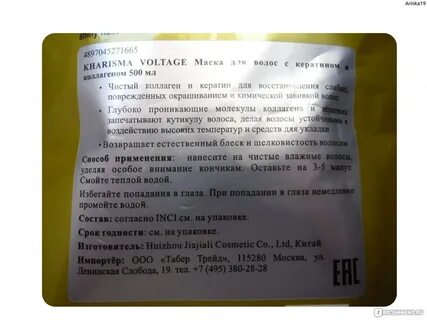 Arinka19
4897045271665
KHARISMA VOLTAGE Маска для волос с кератином и
коллагеном 500 мл
• Чистый коллаген и кератин для восстановления слабых,
поврежденных окрашиванием и химической завивкой волос
• Глубоко проникающие молекулы коллагена и кератина
запечатывают кутикулу волоса, делая волосы устойчивыми к
воздействию высоких температур и средств для укладки
• Возвращает естественный блеск и шелковистость волосам
Способ применения: нанесите на чистые влажные волосы,
уделяя особое внимание кончикам. Оставьте на 3-5 минут.
Смойте теплой водой.
Избегайте попадания в глаза. При попадании в глаза немедленно
промойте водой.
Состав: согласно INCI см. на упаковке.
Срок годности: см. на упаковке.
Изготовитель: Huizhou Jiajiali Cosmetic Co., Ltd, Китай
Импортёр: ООО «Табер Трейд», 115280 Москва, ул.
Ленинская Слобода, 19. тел. +7 (495) 380-28-28
EAC
IRECOMMEND.RU